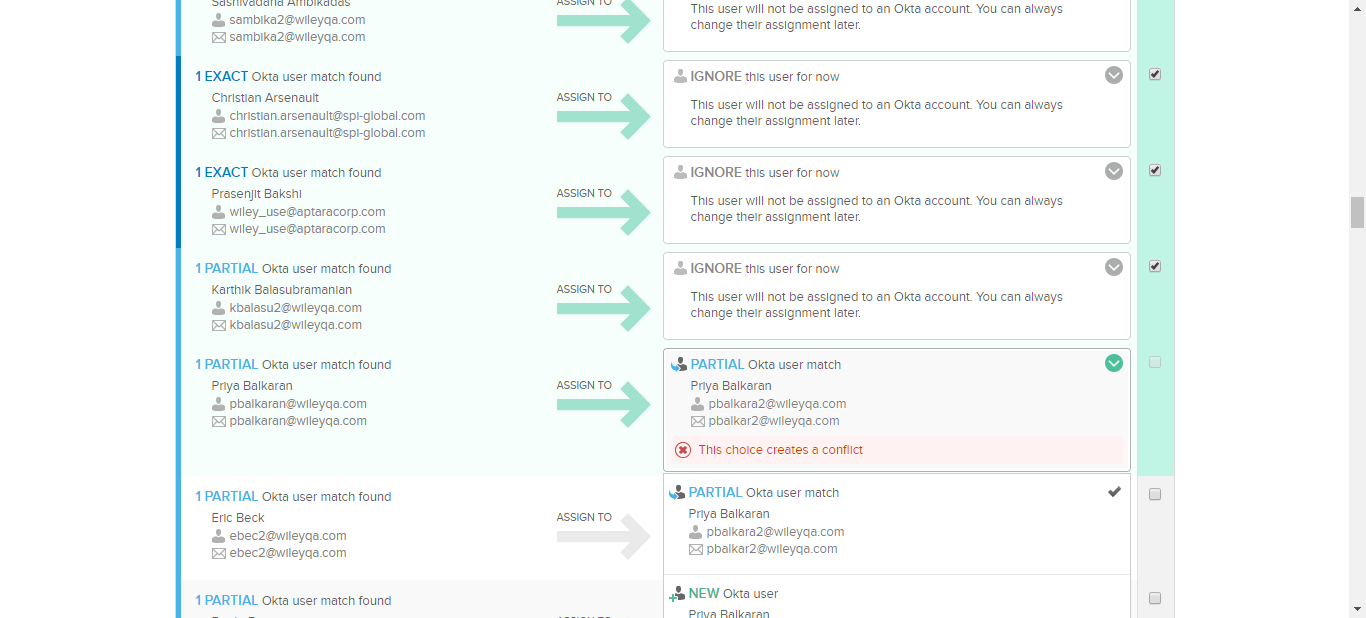 Sashivadana Ambikadas
ASSIGN TO
sambika2@wileyqa.com
sambika2@wileyqa.com
This user will not be assigned to an Okta account. You can always
change their assignment later.
1 EXACT Okta user match found
Christian Arsenault
christian.arsenault@spi-global.com
christian.arsenault@spi-global.com
ASSIGN TO
IGNORE this user for now
This user will not be assigned to an Okta account. You can always
change their assignment later.
1 EXACT Okta user match found
Prasenjit Bakshi
wiley_use@aptaracorp.com
wiley_use@aptaracorp.com
ASSIGN TO
IGNORE this user for now
This user will not be assigned to an Okta account. You can always
change their assignment later.
1 PARTIAL Okta user match found
Karthik Balasubramanian
kbalasu2@wileyqa.com
kbalasu2@wileyqa.com
ASSIGN TO
IGNORE this user for now
This user will not be assigned to an Okta account. You can always
change their assignment later.
1 PARTIAL Okta user match found
Priya Balkaran
pbalkaran@wileyqa.com
pbalkaran@wileyqa.com
ASSIGN TO
PARTIAL Okta user match
Priya Balkaran
pbalkara2@wileyqa.com
pbalkar2@wileyqa.com
This choice creates a conflict
1 PARTIAL Okta user match found
Eric Beck
ebec2@wileyqa.com
ebec2@wileyqa.com
ASSIGN TO
PARTIAL Okta user match
Priya Balkaran
pbalkara2@wileyqa.com
pbalkar2@wileyqa.com
1 PARTIAL Okta user match found
ASSIGN TO
NEW Okta user
Priya Balkaran